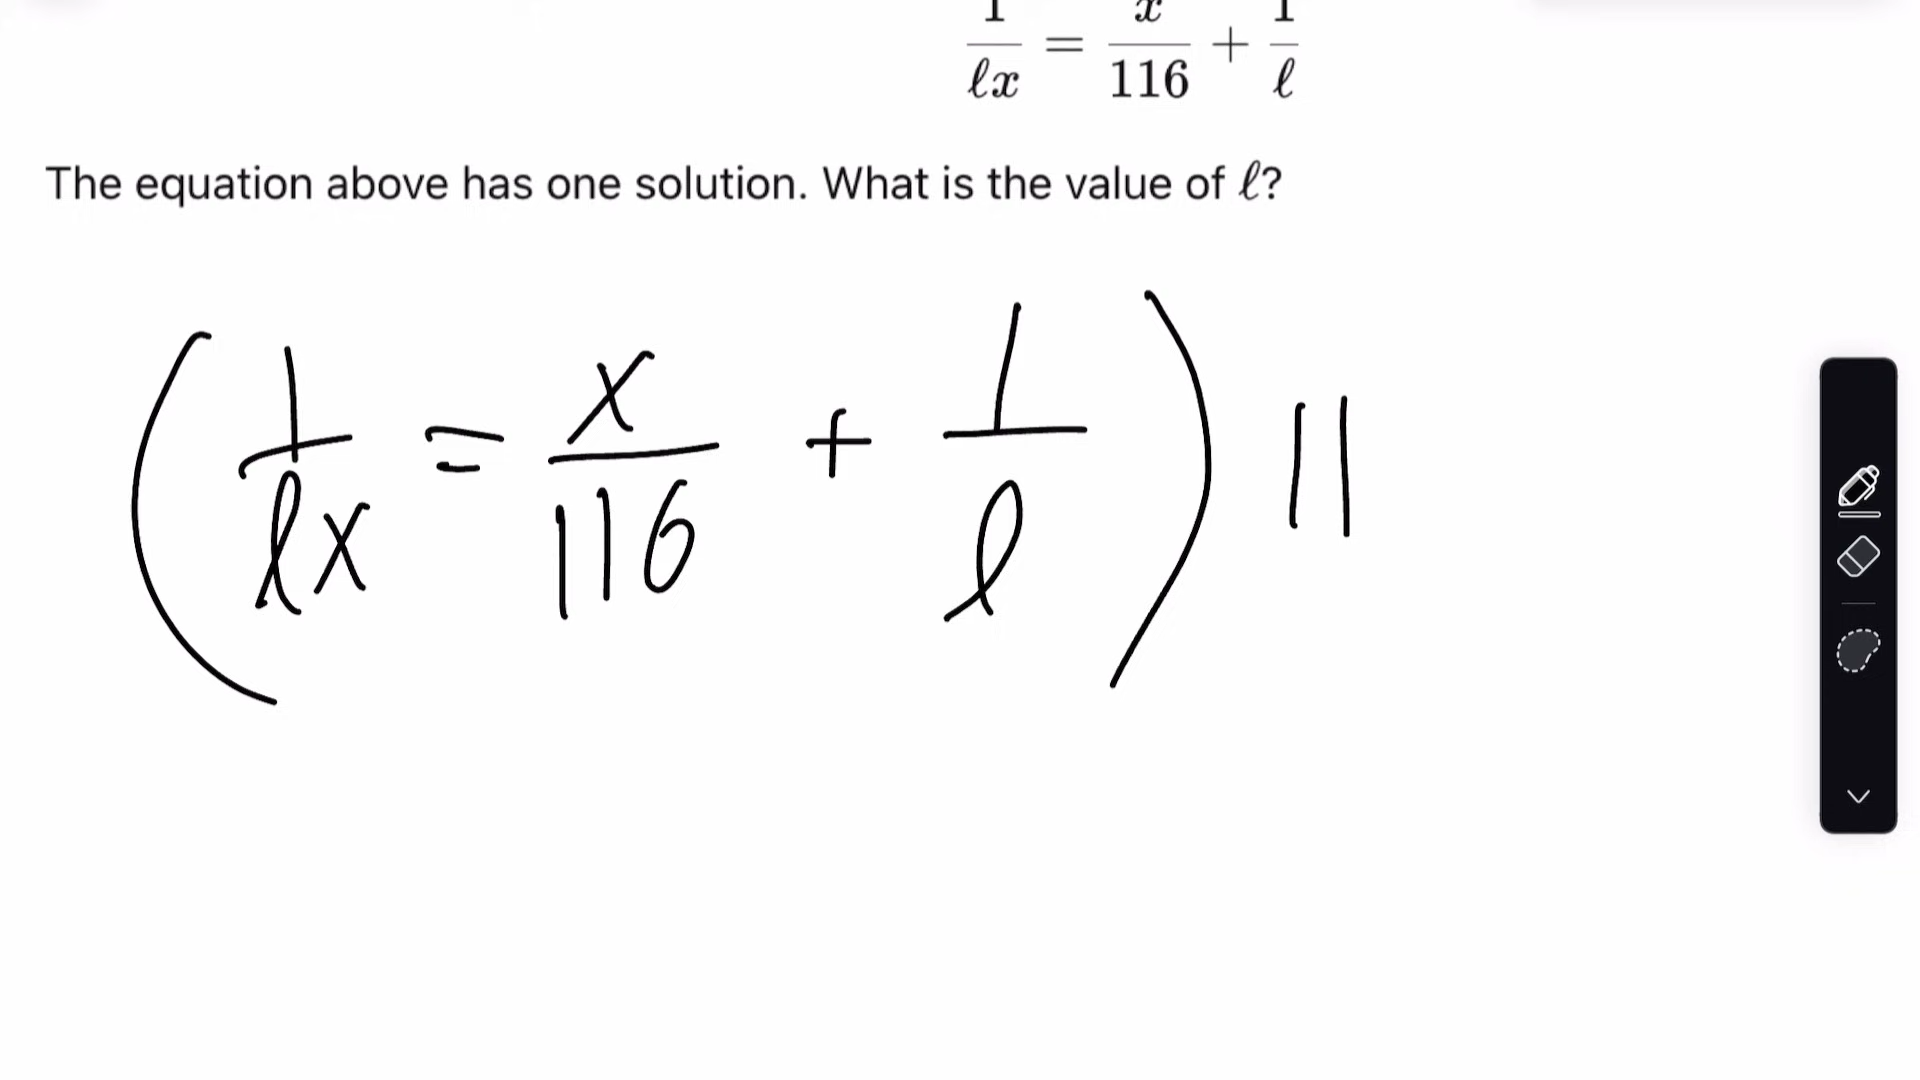 1/ℓx = x/116 + 1/ℓ
The equation above has one solution. What is the value of ℓ?
(1/ℓx = x/116 + 1/ℓ) 11